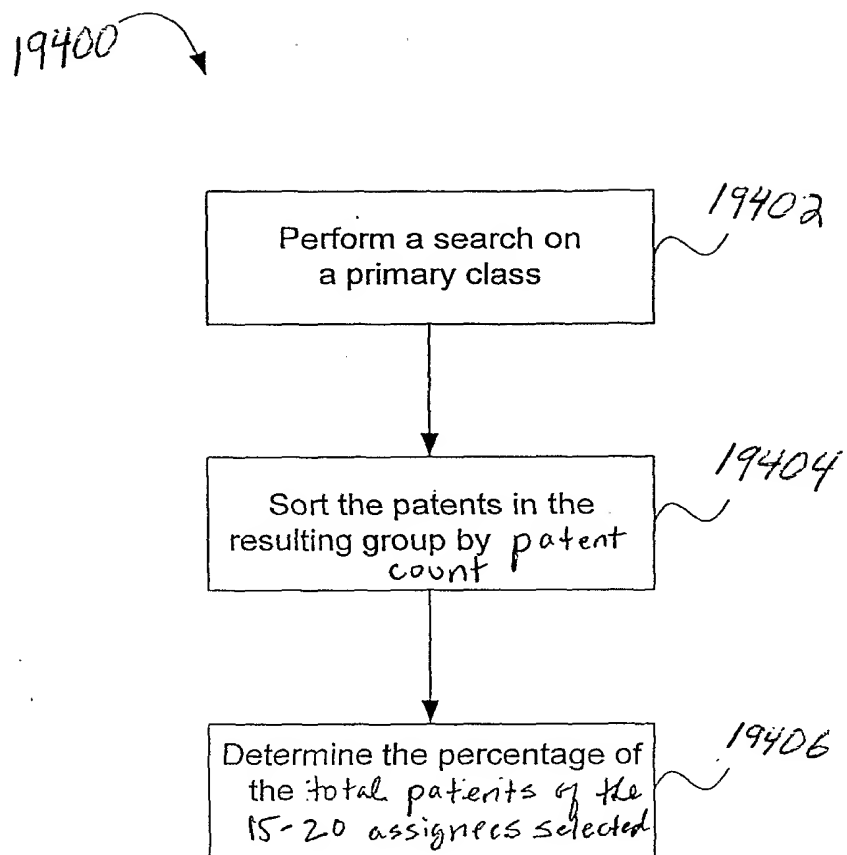 19400
19402
Perform a search on
a primary class
19404
Sort the patents in the
resulting group by patent
count
19406
Determine the percentage of
the total patents of the
15-20 assignees selected